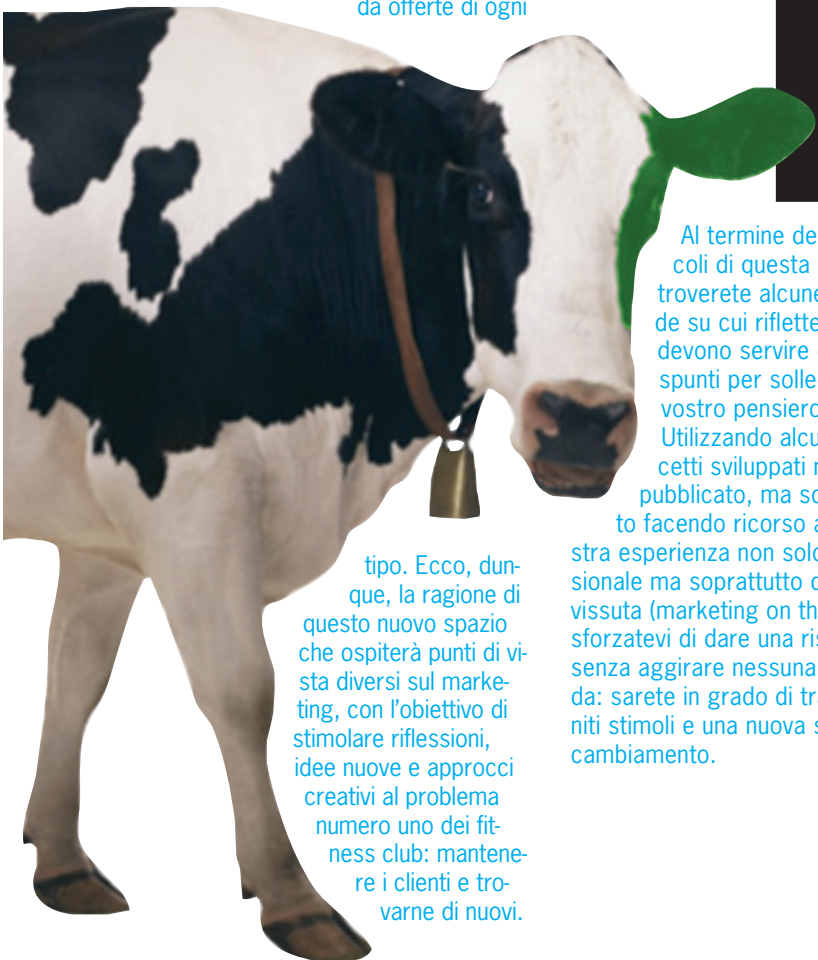 da offerte di ogni
tipo. Ecco, dun-
que, la ragione di
questo nuovo spazio
che ospiterà punti di vi-
sta diversi sul marke-
ting, con l'obiettivo di
stimolare riflessioni,
idee nuove e approcci
creativi al problema
numero uno dei fit-
ness club: mantene-
re i clienti e tro-
varne di nuovi.
Al termine de
coli di questa
troverete alcune
de su cui riflette
devono servire
spunti per solle
vostro pensiero
Utilizzando alcu
cetti sviluppati
pubblicato, ma so
to facendo ricorso a
stra esperienza non solo
sionale ma soprattutto
vissuta (marketing on th
sforzatevi di dare una ris
senza aggirare nessuna
da: sarete in grado di tra
niti stimoli e una nuova s
cambiamento.